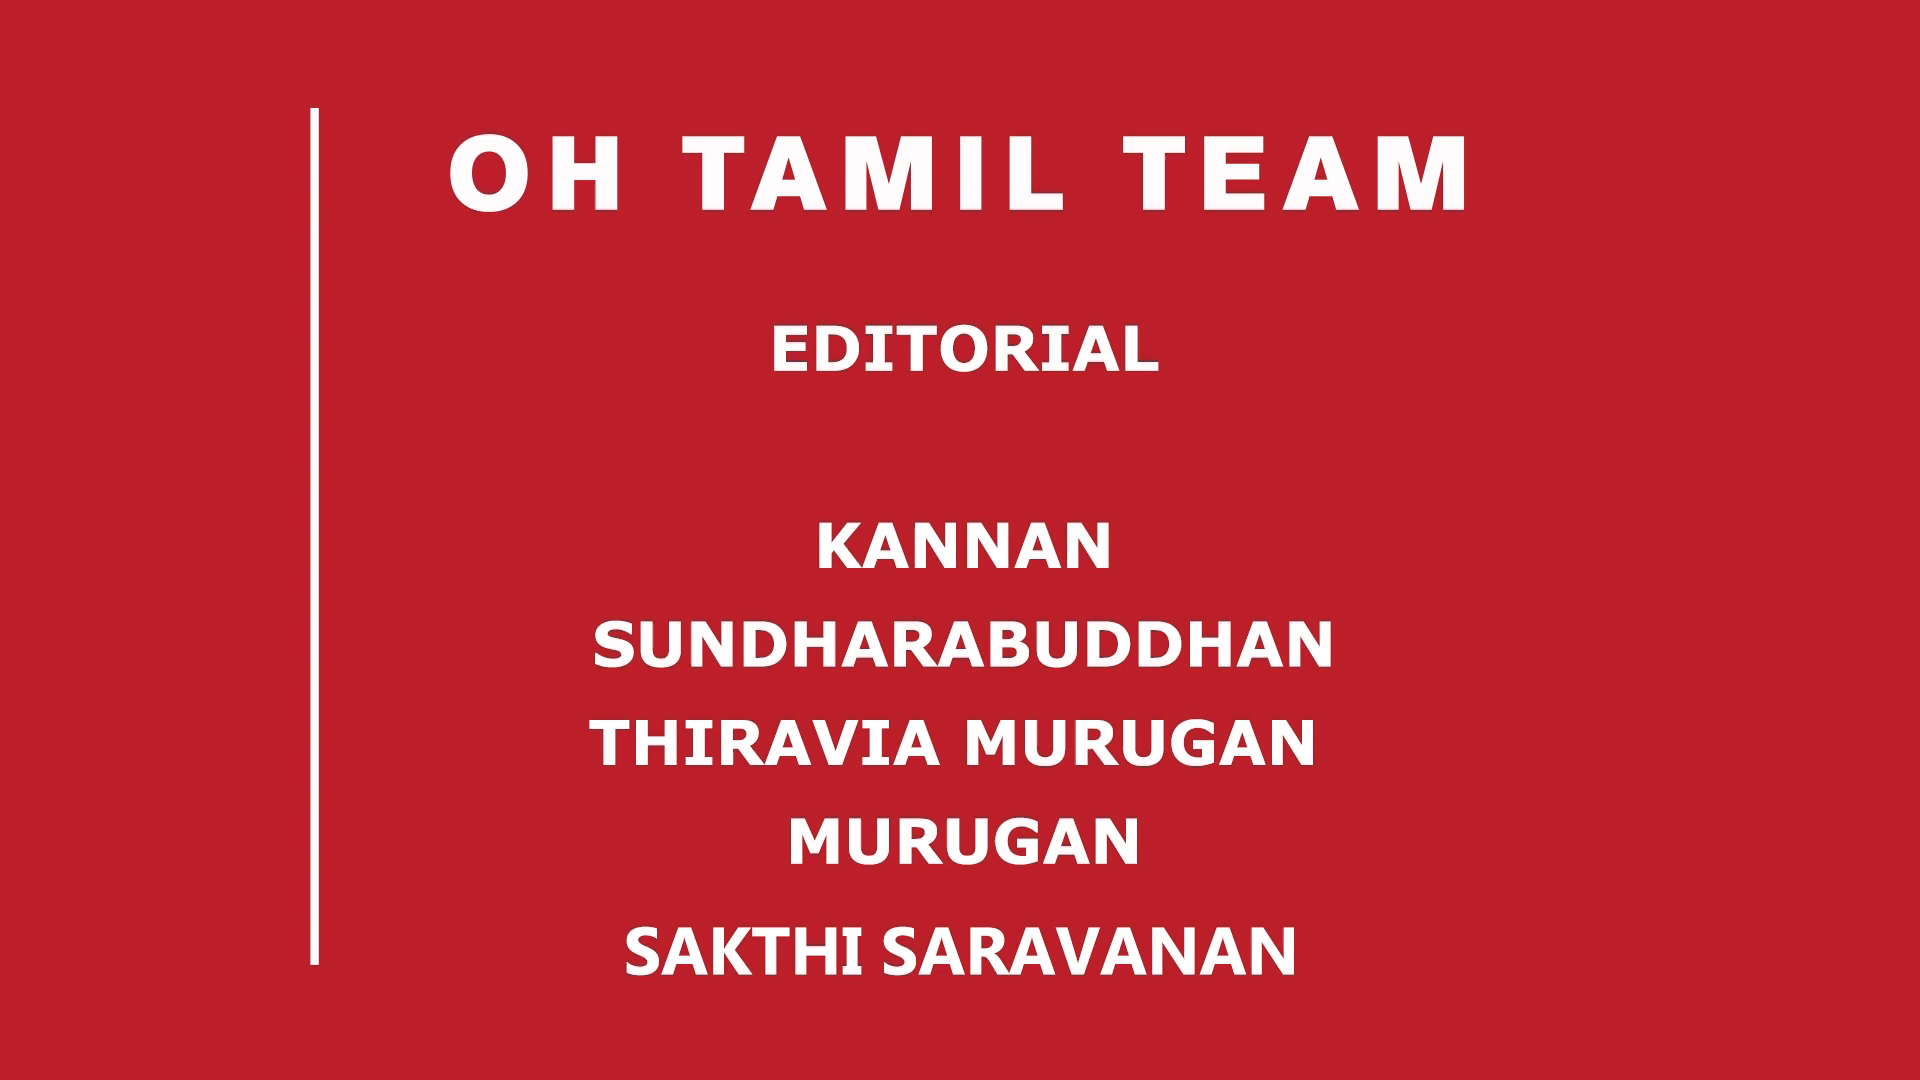 OH TAMIL TEAM
EDITORIAL
KANNAN
SUNDHARABUDDHAN
THIRAVIA MURUGAN
MURUGAN
SAKTHI SARAVANAN